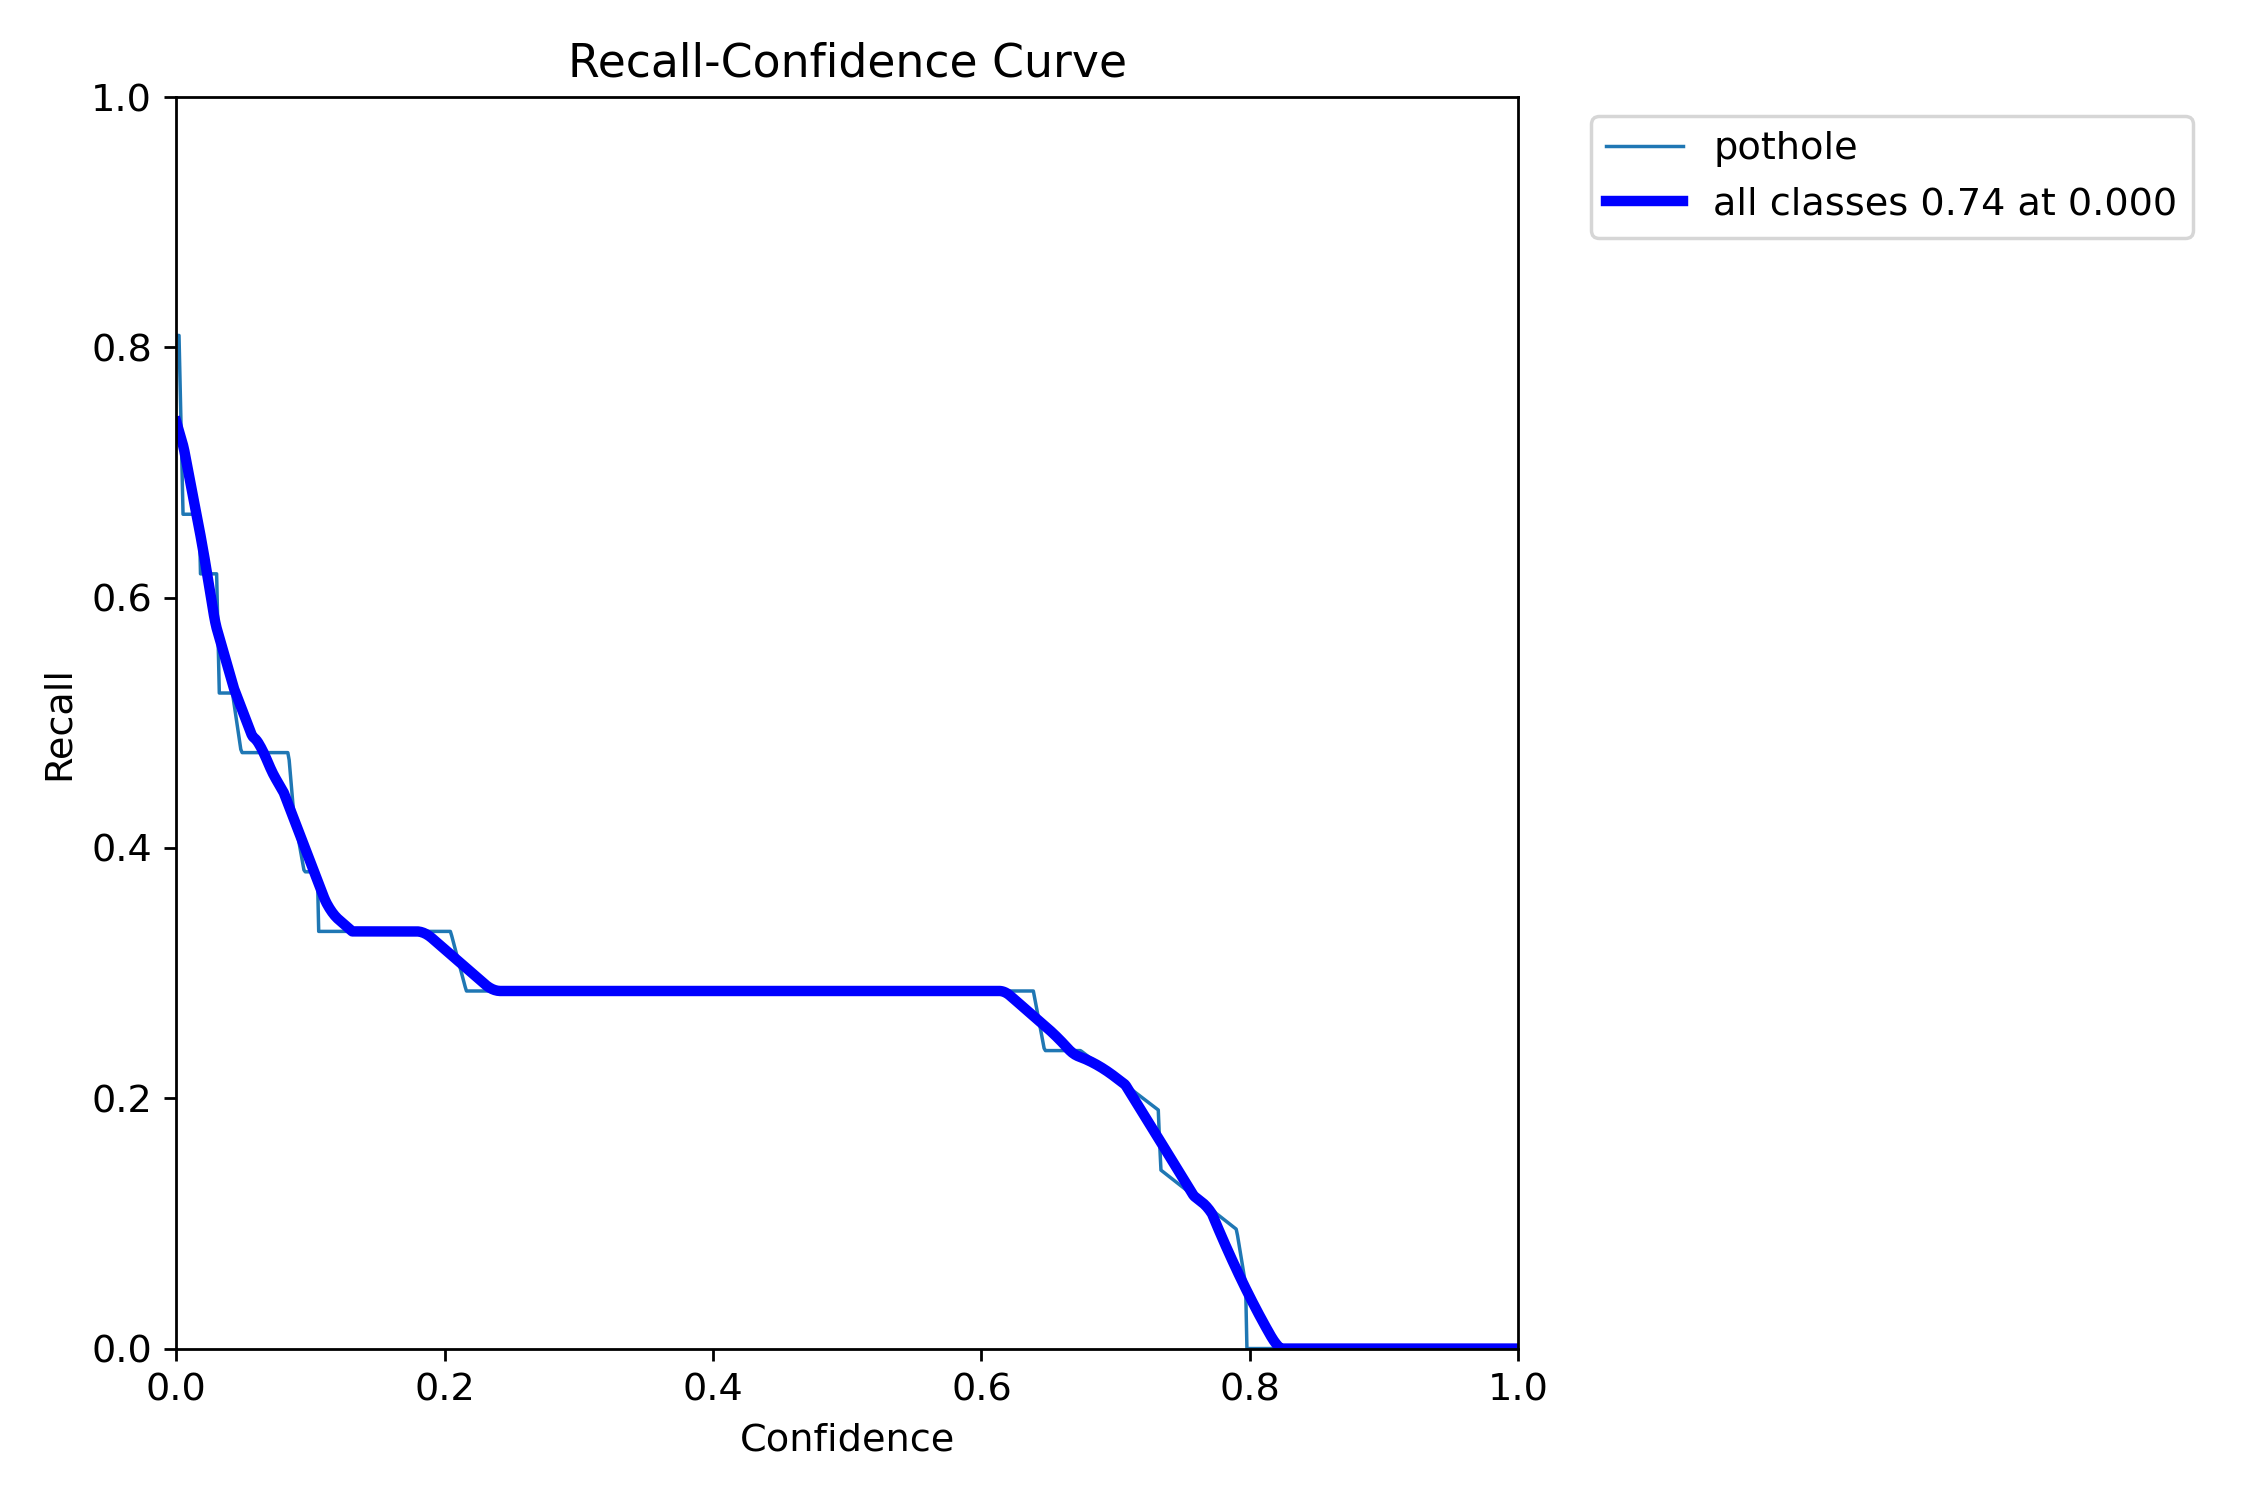 Recall-Confidence Curve
1.0
0.8
0.6
0.4
0.2
0.0
Recall
0.0 0.2 0.4 0.6 0.8 1.0
Confidence
pothole
all classes 0.74 at 0.000